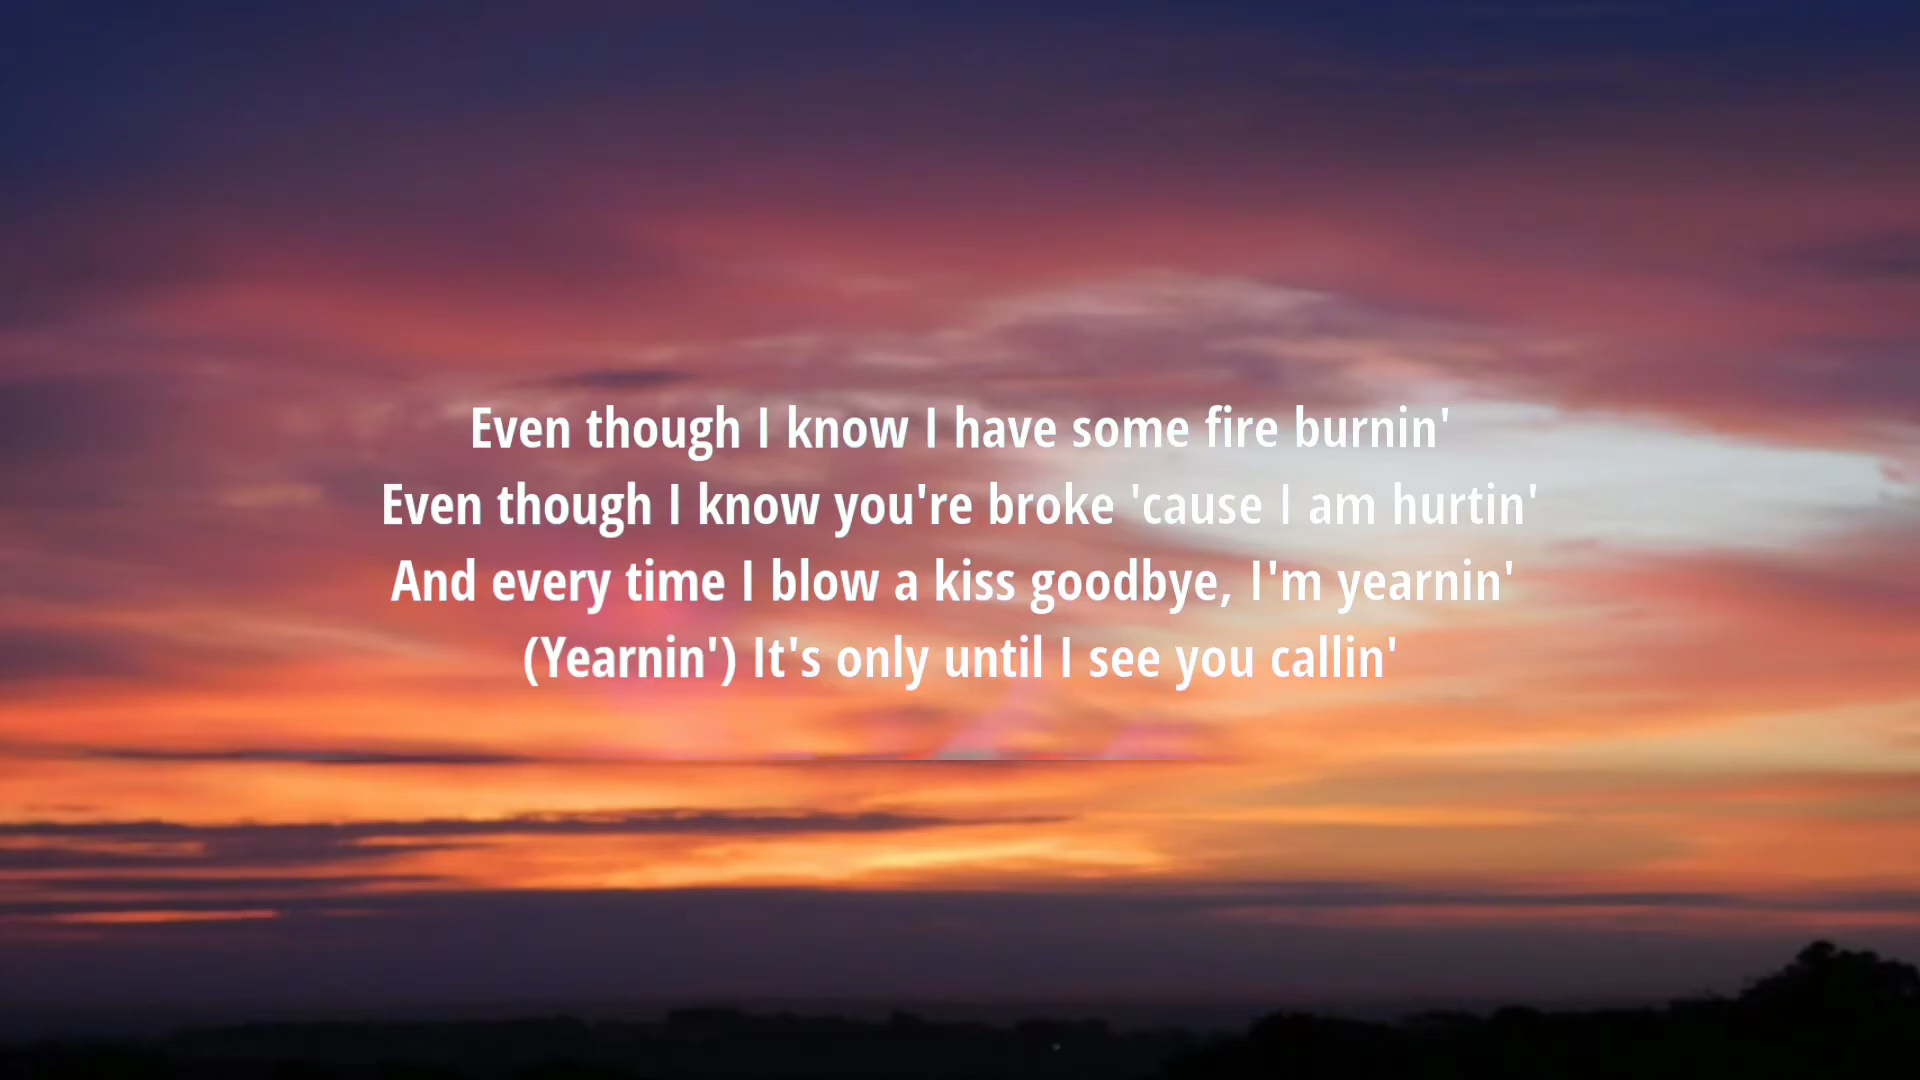 Even though I know I have some fire burnin'
Even though I know you're broke 'cause I am hurtin'
And every time I blow a kiss goodbye, I'm yearnin'
(Yearnin') It's only until I see you callin'